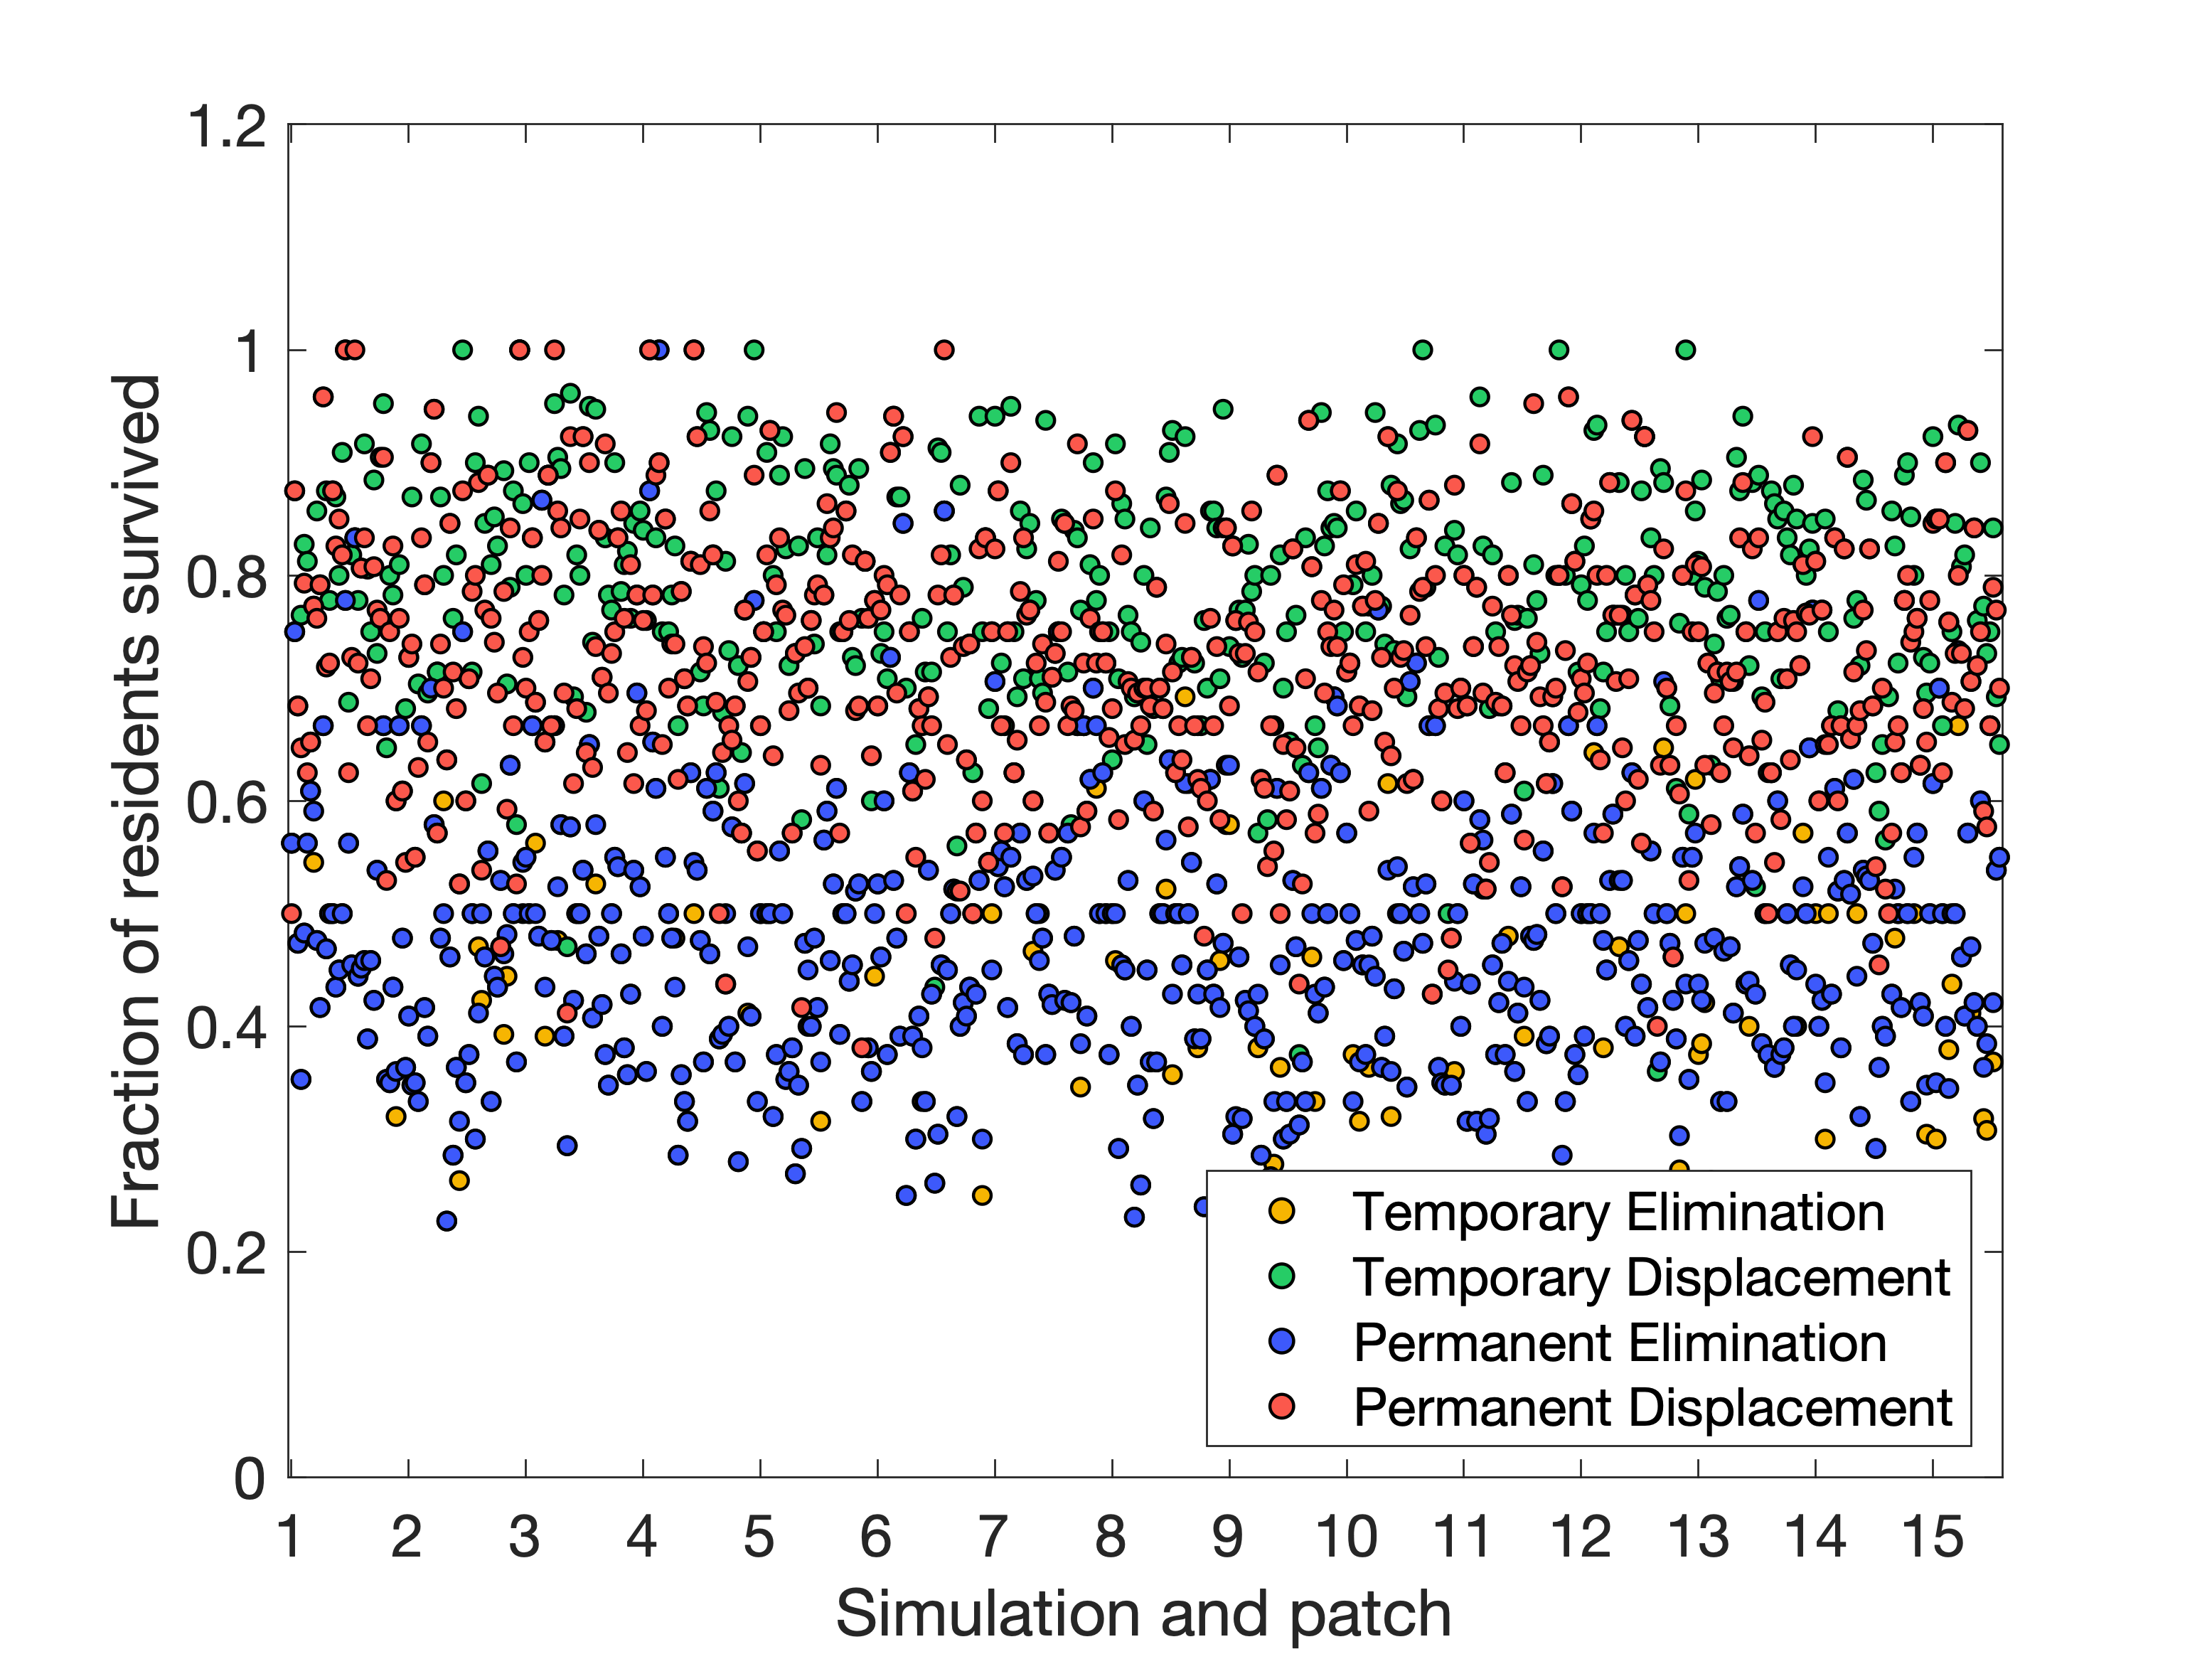 1.2
1
0.8
0.6
0.4
0.2
0
Fraction of residents survived
Temporary Elimination
Temporary Displacement
Permanent Elimination
Permanent Displacement
1 2 3 4 5 6 7 8 9 10 11 12 13 14 15
Simulation and patch